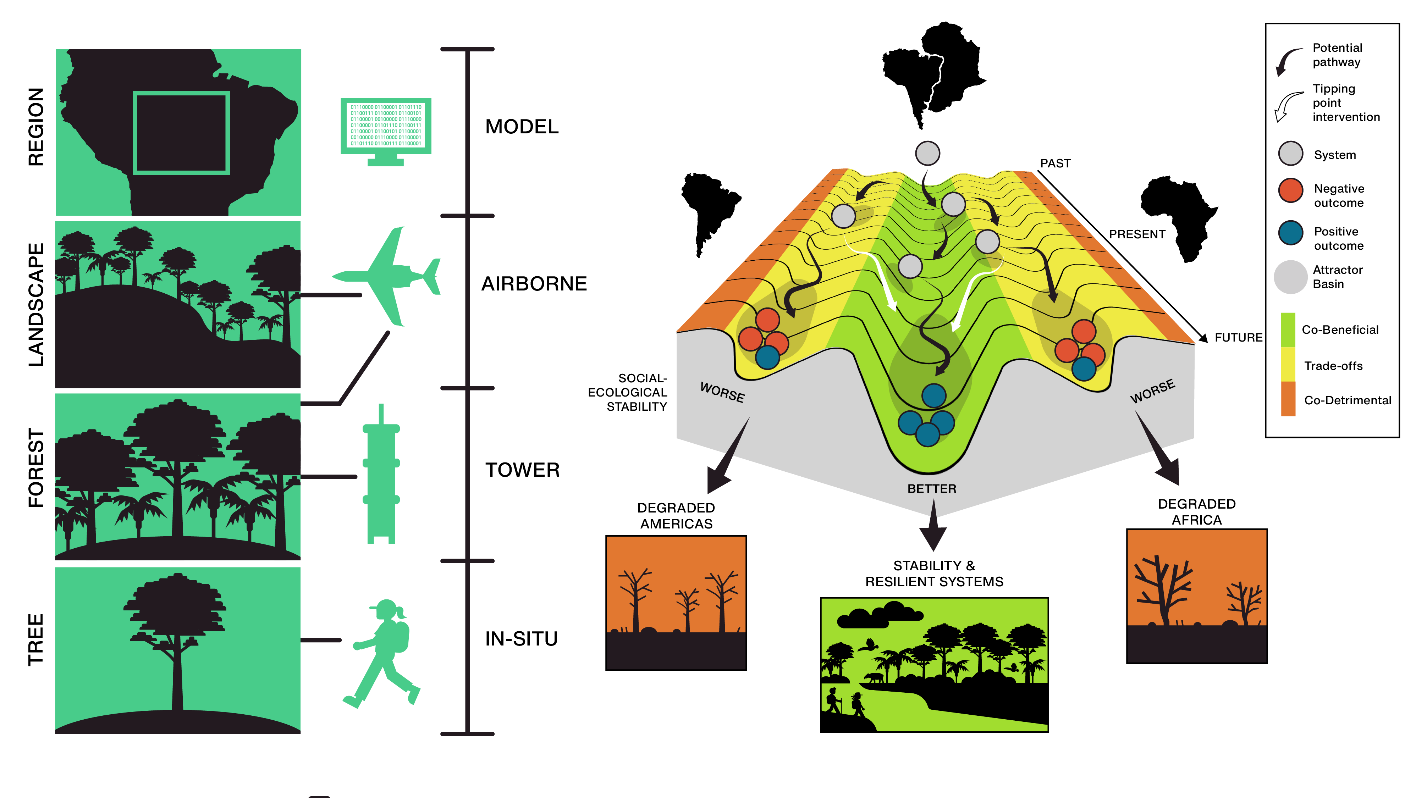 REGION
LANDSCAPE
FOREST
TREE
MODEL
AIRBORNE
TOWER
IN-SITU
PAST
PRESENT
FUTURE
SOCIAL-
ECOLOGICAL
STABILITY
WORSE
BETTER
WORSE
DEGRADED
AMERICAS
STABILITY &
RESILIENT SYSTEMS
DEGRADED
AFRICA
Potential
pathway
Tipping
point
intervention
System
Negative
outcome
Positive
outcome
Attractor
Basin
Co-Beneficial
Trade-offs
Co-Detrimental